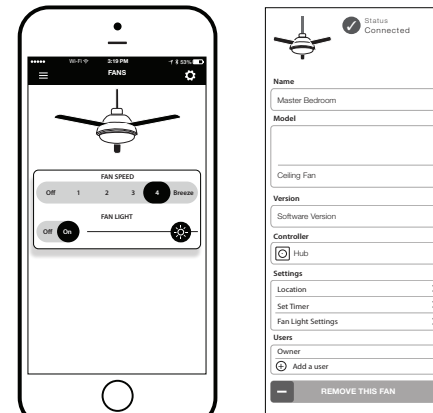 Wi-Fi 3:19 PM 53%
FANS
FAN SPEED
Off 1 2 3 4 Breeze
FAN LIGHT
Off On
Status
Connected
Name
Master Bedroom
Model
Ceiling Fan
Version
Software Version
Controller
Hub
Settings
Location
Set Timer
Fan Light Settings
Users
Owner
Add a user
REMOVE THIS FAN